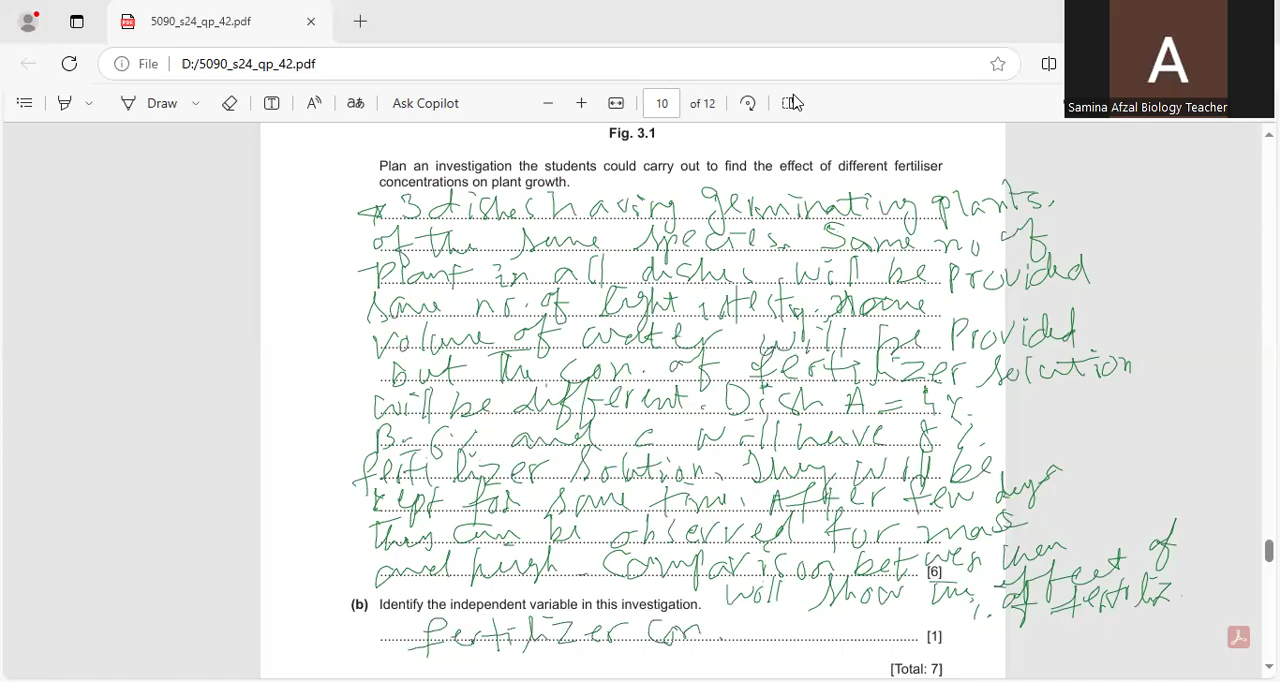 5090_s24_qp_42.pdf
File D:/5090_s24_qp_42.pdf
Draw aあ Ask Copilot 10 of 12
A
Samina Afzal Biology Teacher
Fig. 3.1
Plan an investigation the students could carry out to find the effect of different fertiliser
concentrations on plant growth.
* 3 dishes having germinating plants.
of the same species. Same no of
plant in all dishes will be provided
same no. of light same
volume of water will be provided
but the con. of fertilizer solution
will be different. Dish A = 4%.
B-6% and C will have 8%.
fertilizer solution. They will be
kept for same time. After few days
they can be observed for mass
and high - Comparison between them
[6]
will show the effect of
of fertiliz
(b) Identify the independent variable in this investigation.
fertilizer con.
[1]
[Total: 7]